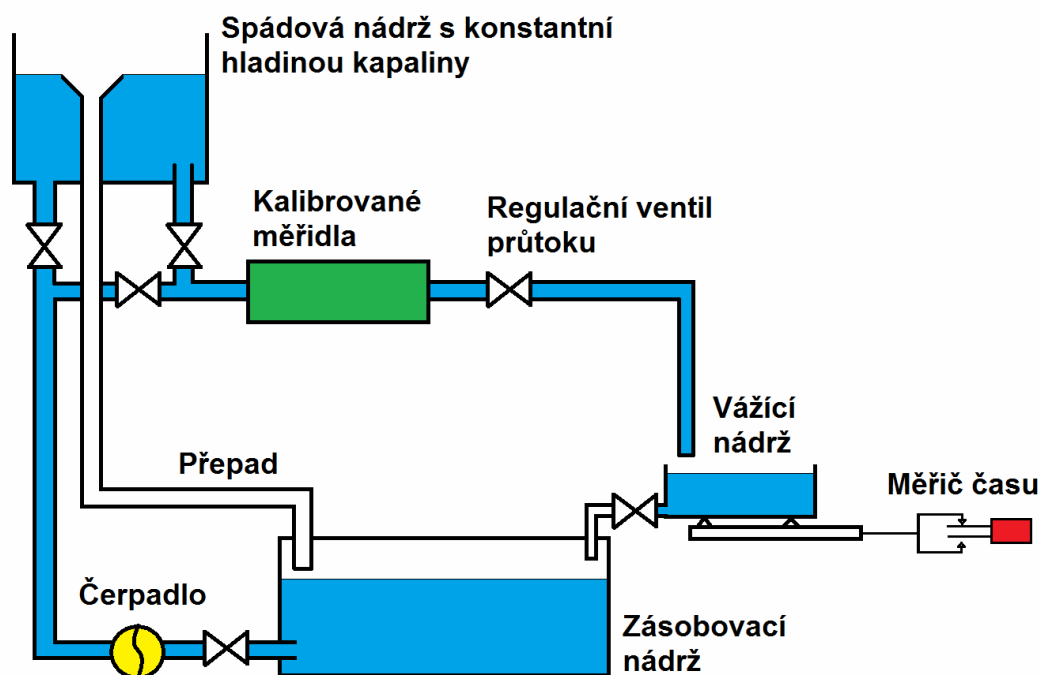 Spádová nádrž s konstantní
hladinou kapaliny
Kalibrované
měřidla
Regulační ventil
průtoku
Vážící
nádrž
Měřič času
Přepad
Čerpadlo
Zásobovací
nádrž